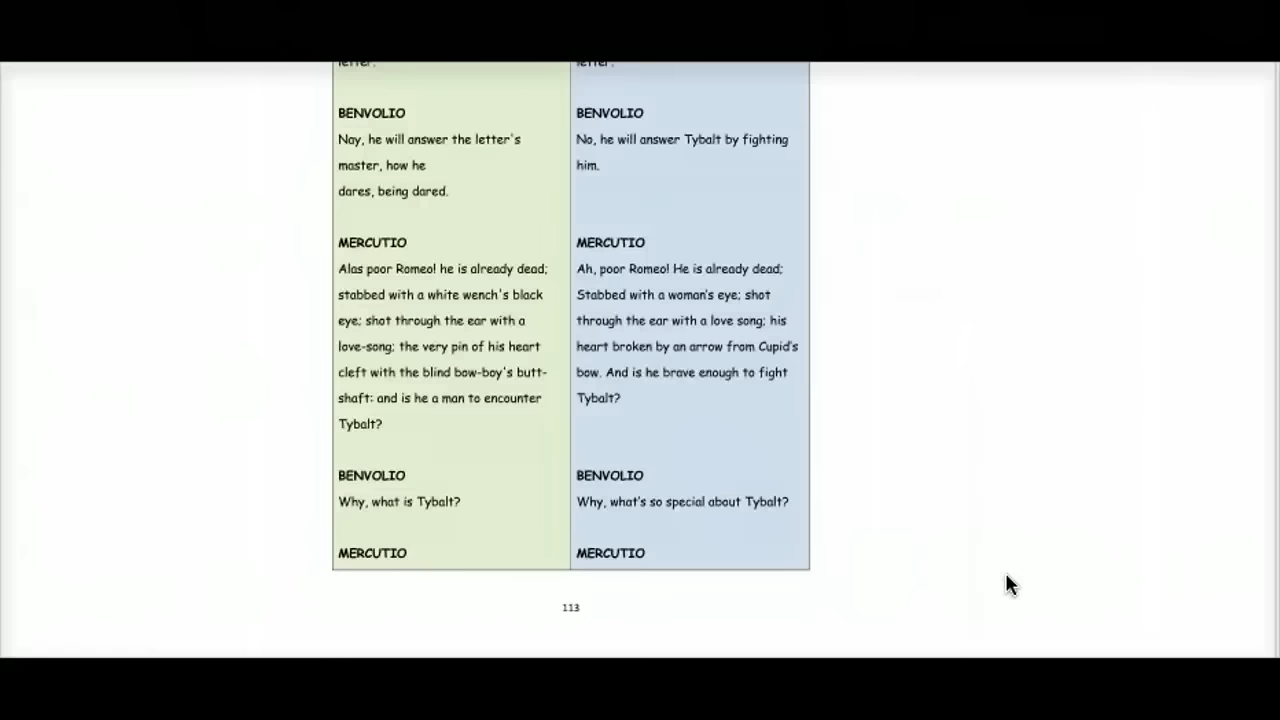 letter.
BENVOLIO
Nay, he will answer the letter's
master, how he
dares, being dared.
MERCUTIO
Alas poor Romeo! he is already dead;
stabbed with a white wench's black
eye; shot through the ear with a
love-song; the very pin of his heart
cleft with the blind bow-boy's butt-
shaft: and is he a man to encounter
Tybalt?
BENVOLIO
Why, what is Tybalt?
MERCUTIO
letter.
BENVOLIO
No, he will answer Tybalt by fighting
him.
MERCUTIO
Ah, poor Romeo! He is already dead;
Stabbed with a woman's eye; shot
through the ear with a love song; his
heart broken by an arrow from Cupid's
bow. And is he brave enough to fight
Tybalt?
BENVOLIO
Why, what's so special about Tybalt?
MERCUTIO
113